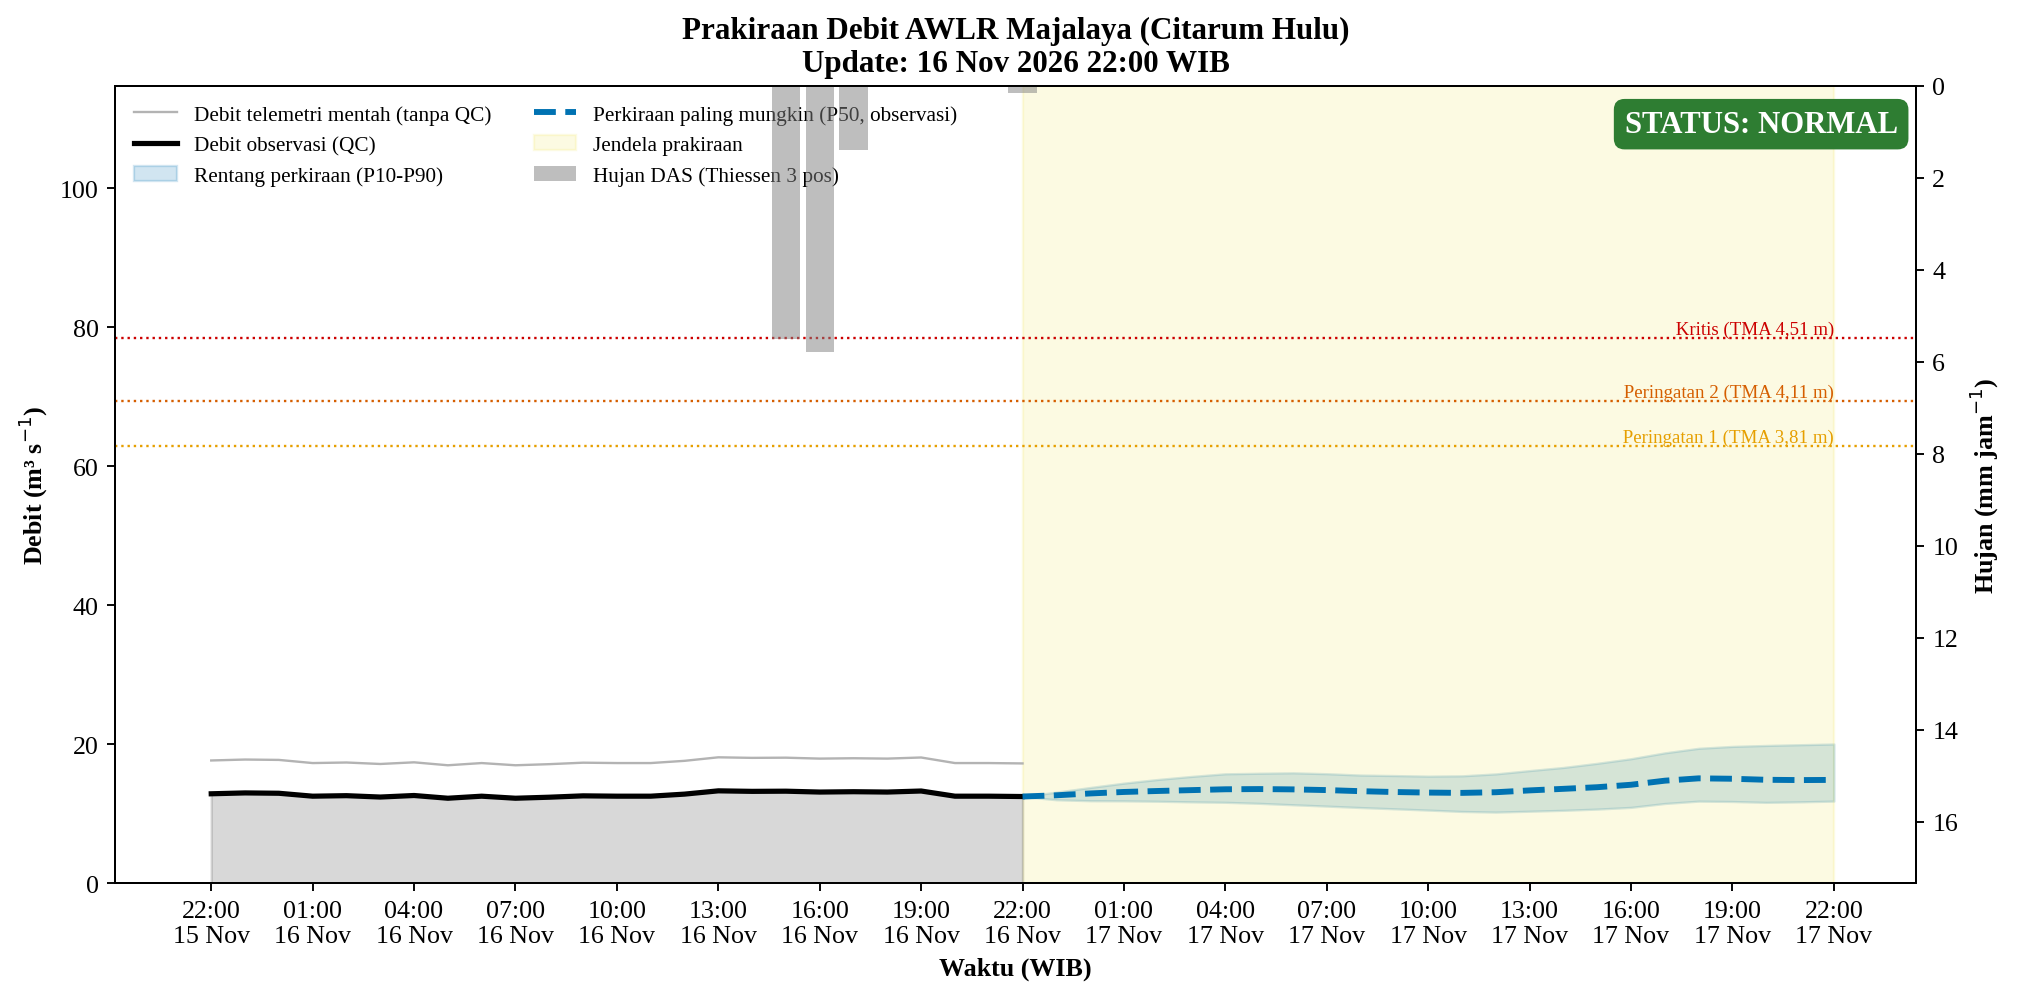 Prakiraan Debit AWLR Majalaya (Citarum Hulu)
Update: 16 Nov 2026 22:00 WIB
Debit telemetri mentah (tanpa QC)
Debit observasi (QC)
Rentang perkiraan (P10-P90)
Perkiraan paling mungkin (P50, observasi)
Jendela prakiraan
Hujan DAS (Thiessen 3 pos)
STATUS: NORMAL
Kritis (TMA 4,51 m)
Peringatan 2 (TMA 4,11 m)
Peringatan 1 (TMA 3,81 m)
Debit (m³ s⁻¹)
100
80
60
40
20
0
Hujan (mm jam⁻¹)
0
2
4
6
8
10
12
14
16
22:00 01:00 04:00 07:00 10:00 13:00 16:00 19:00 22:00 01:00 04:00 07:00 10:00 13:00 16:00 19:00 22:00
15 Nov 16 Nov 16 Nov 16 Nov 16 Nov 16 Nov 16 Nov 16 Nov 16 Nov 17 Nov 17 Nov 17 Nov 17 Nov 17 Nov 17 Nov 17 Nov 17 Nov
Waktu (WIB)